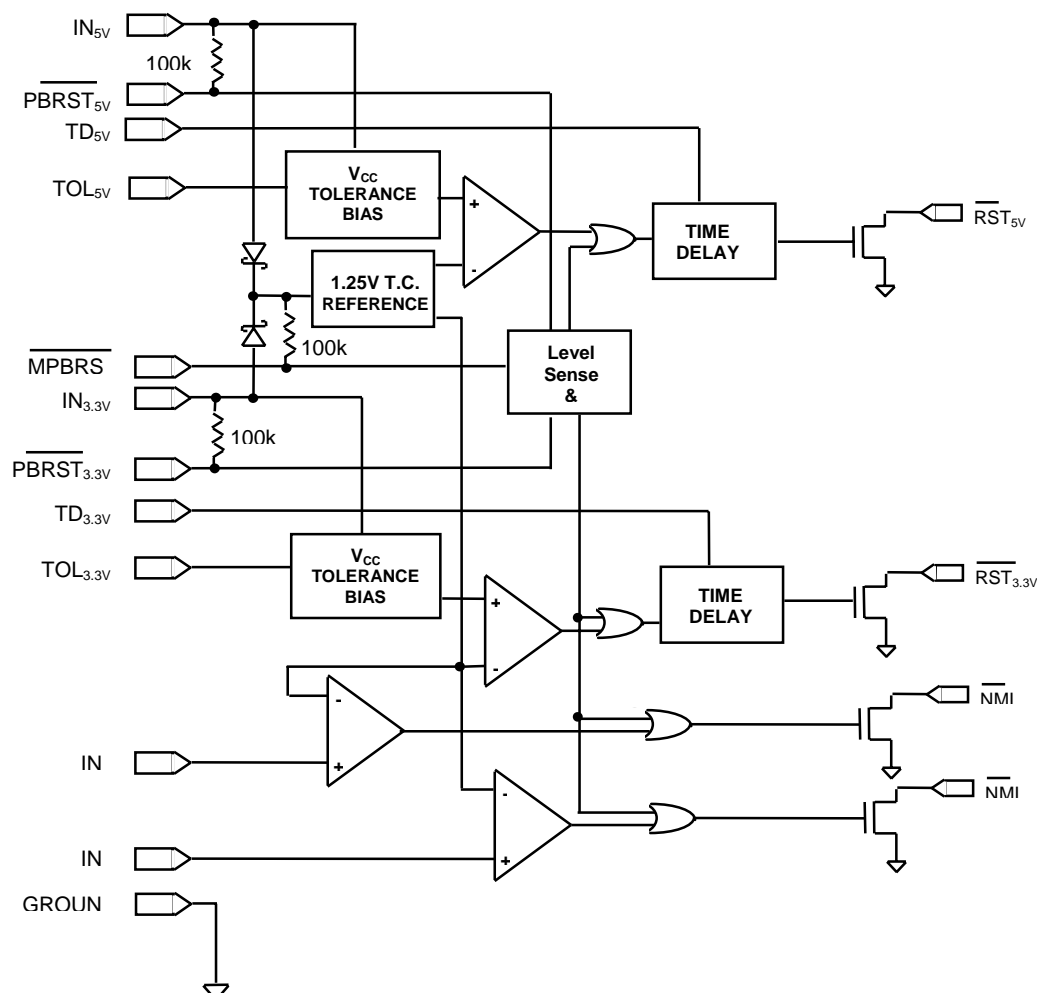 IN5V
100k
PBRST5V
TD5V
TOL5V
VCC
TOLERANCE
BIAS
+
-
TIME
DELAY
RST5V
1.25V T.C.
REFERENCE
100k
MPBRS
Level
Sense
&
IN3.3V
100k
PBRST3.3V
TD3.3V
TOL3.3V
VCC
TOLERANCE
BIAS
+
-
TIME
DELAY
RST3.3V
-
+
IN
NMI
-
+
IN
NMI
GROUN